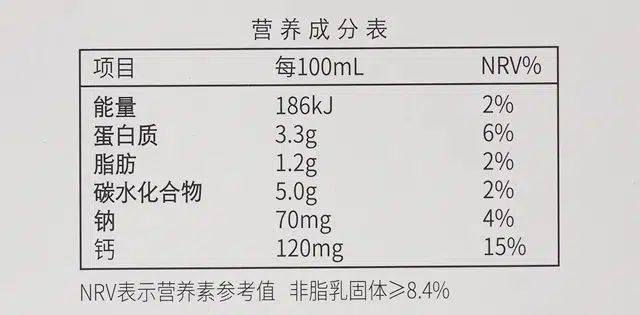 营养成分表
项目 每100mL NRV%
能量 186kJ 2%
蛋白质 3.3g 6%
脂肪 1.2g 2%
碳水化合物 5.0g 2%
钠 70mg 4%
钙 120mg 15%
NRV表示营养素参考值 非脂乳固体≥8.4%